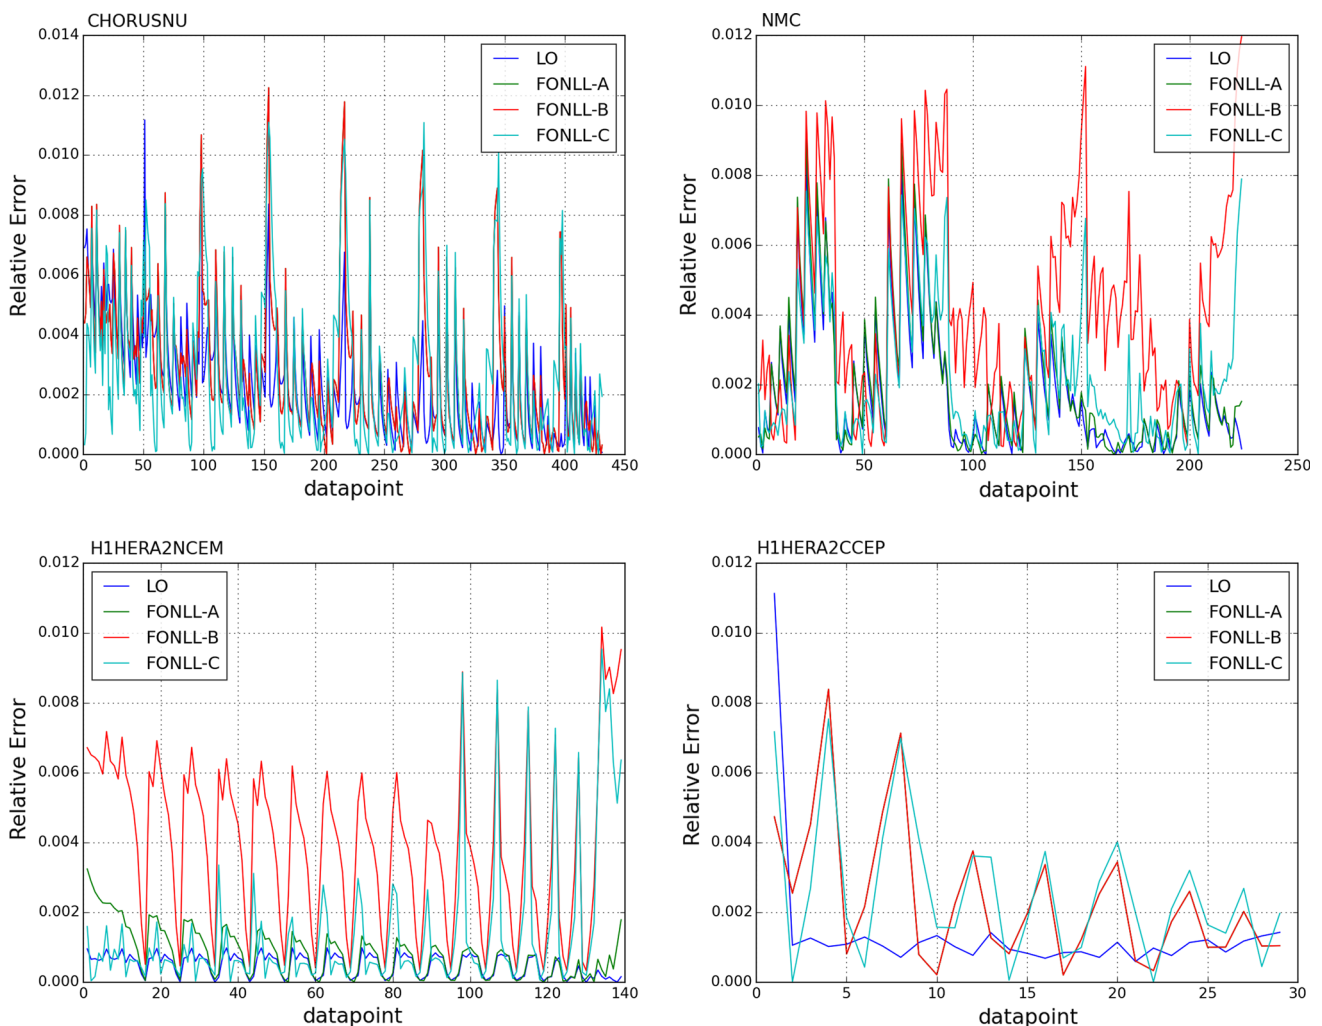 CHORUSNU
0.014
0.012
0.010
0.008
0.006
0.004
0.002
0.000
Relative Error
LO
FONLL-A
FONLL-B
FONLL-C
0 50 100 150 200 250 300 350 400 450
datapoint
NMC
0.012
0.010
0.008
0.006
0.004
0.002
0.000
Relative Error
LO
FONLL-A
FONLL-B
FONLL-C
0 50 100 150 200 250
datapoint
H1HERA2NCEM
0.012
0.010
0.008
0.006
0.004
0.002
0.000
Relative Error
LO
FONLL-A
FONLL-B
FONLL-C
0 20 40 60 80 100 120 140
datapoint
H1HERA2CCEP
0.012
0.010
0.008
0.006
0.004
0.002
0.000
Relative Error
LO
FONLL-A
FONLL-B
FONLL-C
0 5 10 15 20 25 30
datapoint